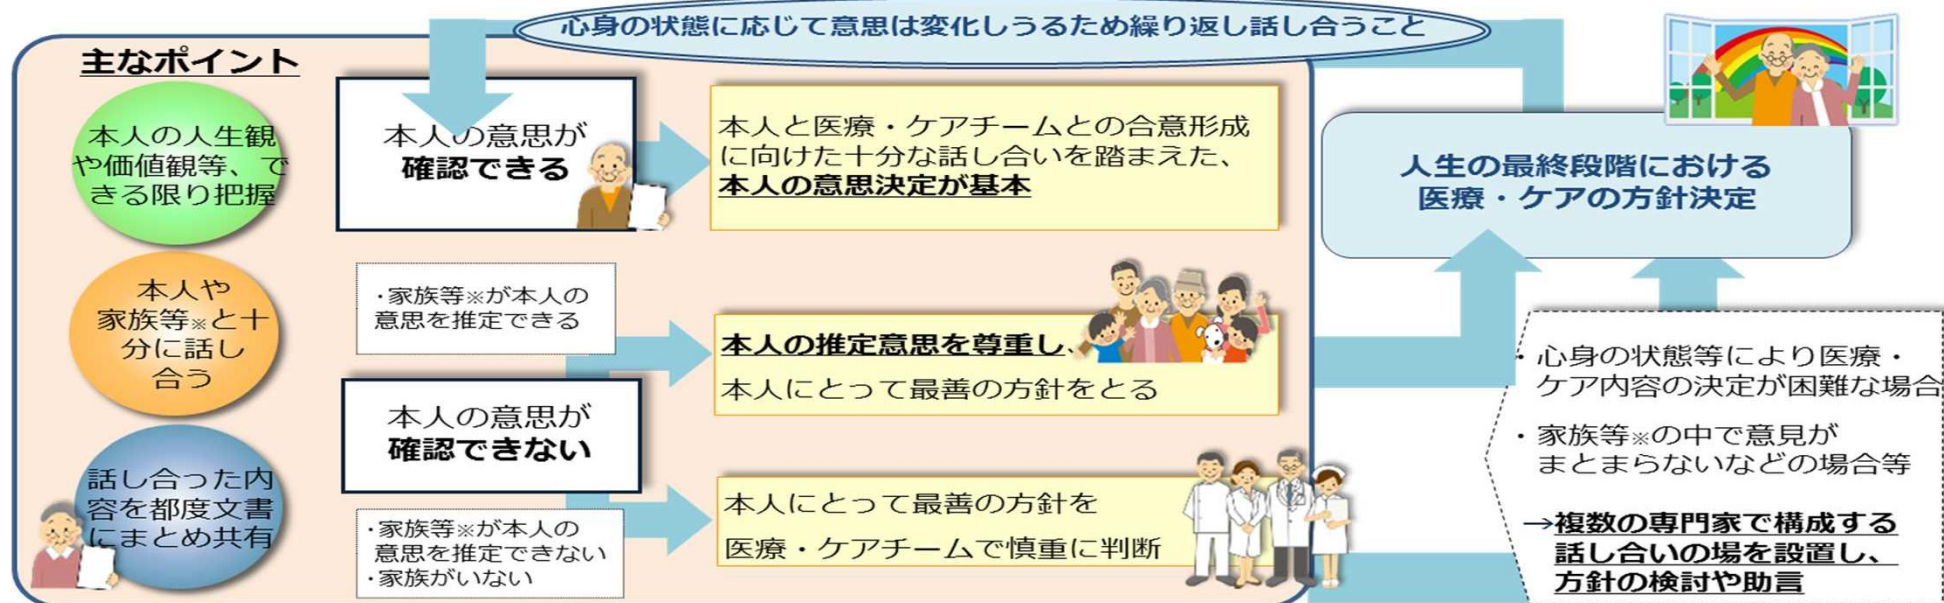 心身の状態に応じて意思は変化しうるため繰り返し話し合うこと
主なポイント
本人の人生観
や価値観等、で
きる限り把握
本人や
家族等※と十
分に話し
合う
話し合った内
容を都度文書
にまとめ共有
本人の意思が
確認できる
本人と医療・ケアチームとの合意形成
に向けた十分な話し合いを踏まえた、
本人の意思決定が基本
・家族等※が本人の
意思を推定できる
本人の推定意思を尊重し、
本人にとって最善の方針をとる
本人の意思が
確認できない
・家族等※が本人の
意思を推定できない
・家族がいない
本人にとって最善の方針を
医療・ケアチームで慎重に判断
人生の最終段階における
医療・ケアの方針決定
・心身の状態等により医療・
ケア内容の決定が困難な場合
・家族等※の中で意見が
まとまらないなどの場合等
→複数の専門家で構成する
話し合いの場を設置し、
方針の検討や助言